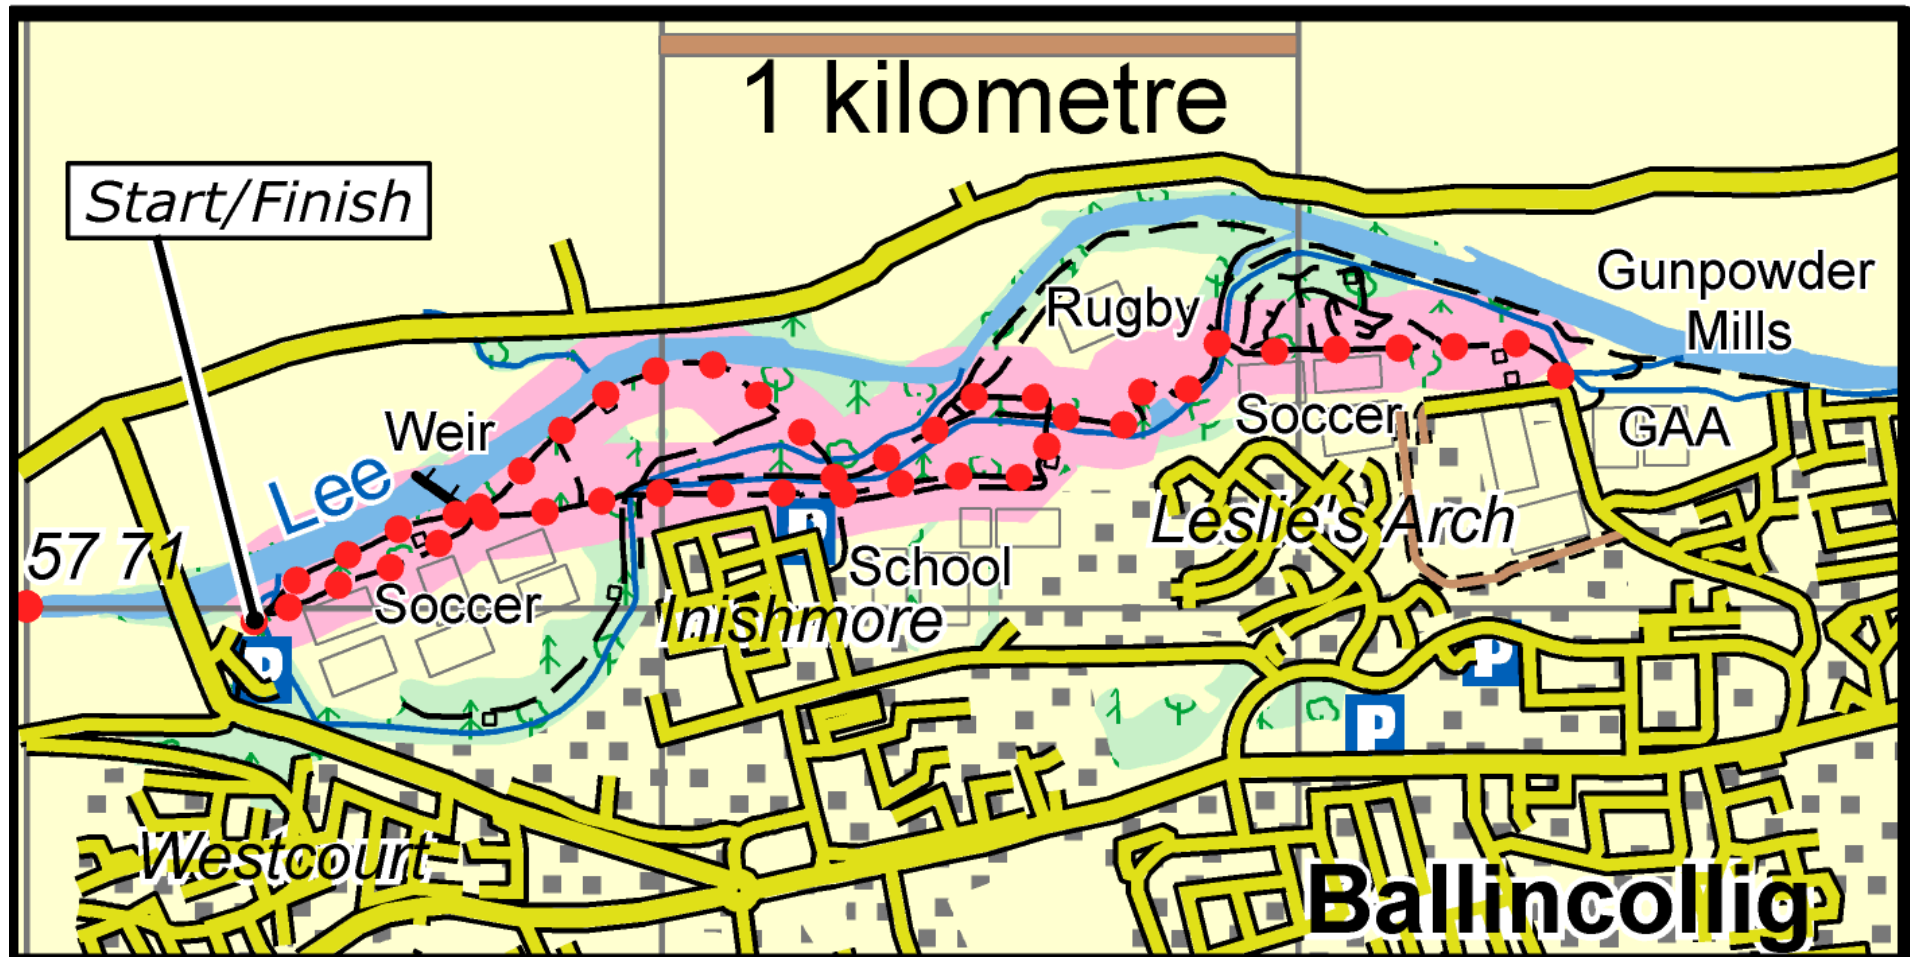 1 kilometre
Start/Finish
Gunpowder
Mills
Rugby
Weir
Soccer
GAA
Lee
57 71
Leslie's Arch
School
Soccer
Inishmore
P
P
P
P
Westcourt
Ballincollig